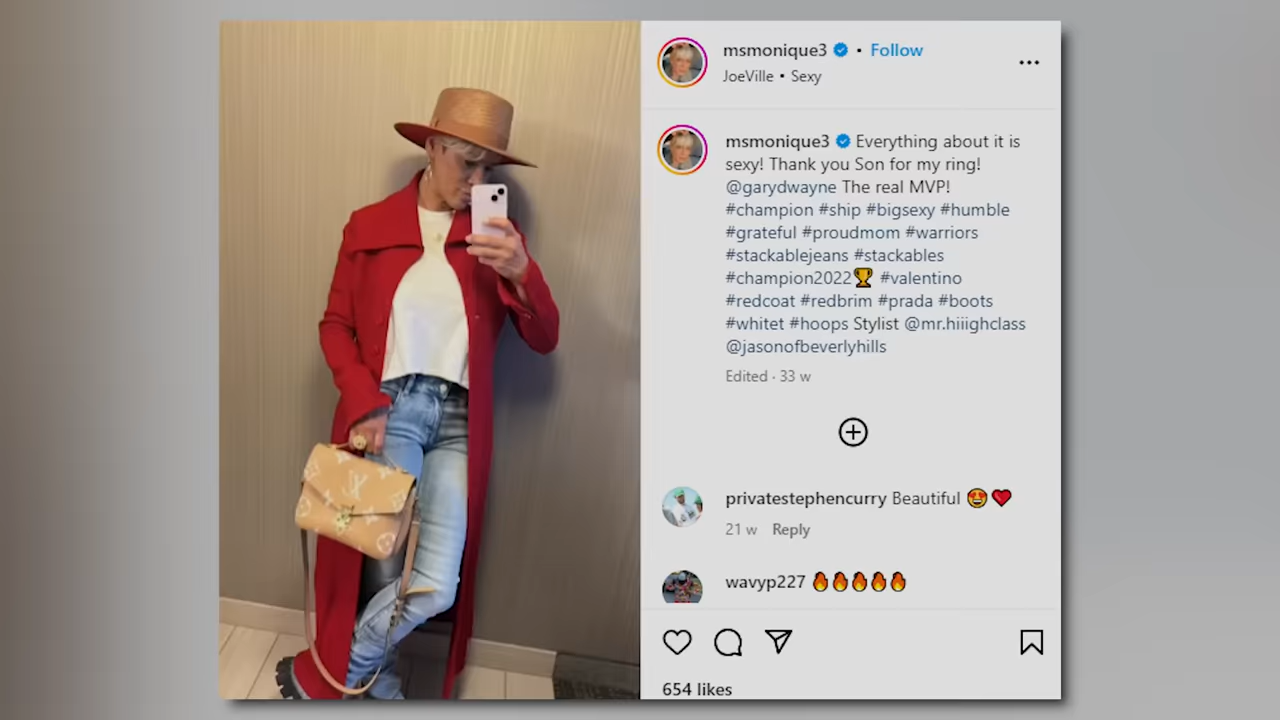 msmonique3 • Follow
JoeVille • Sexy
msmonique3 Everything about it is
sexy! Thank you Son for my ring!
@garydwayne The real MVP!
#champion #ship #bigsexy #humble
#grateful #proudmom #warriors
#stackablejeans #stackables
#champion2022🏆 #valentino
#redcoat #redbrim #prada #boots
#whitet #hoops Stylist @mr.hiiighclass
@jasonofbeverlyhills
Edited · 33 w
privatestephencurry Beautiful 😍❤️
21 w Reply
wavyp227 🔥🔥🔥🔥🔥
654 likes